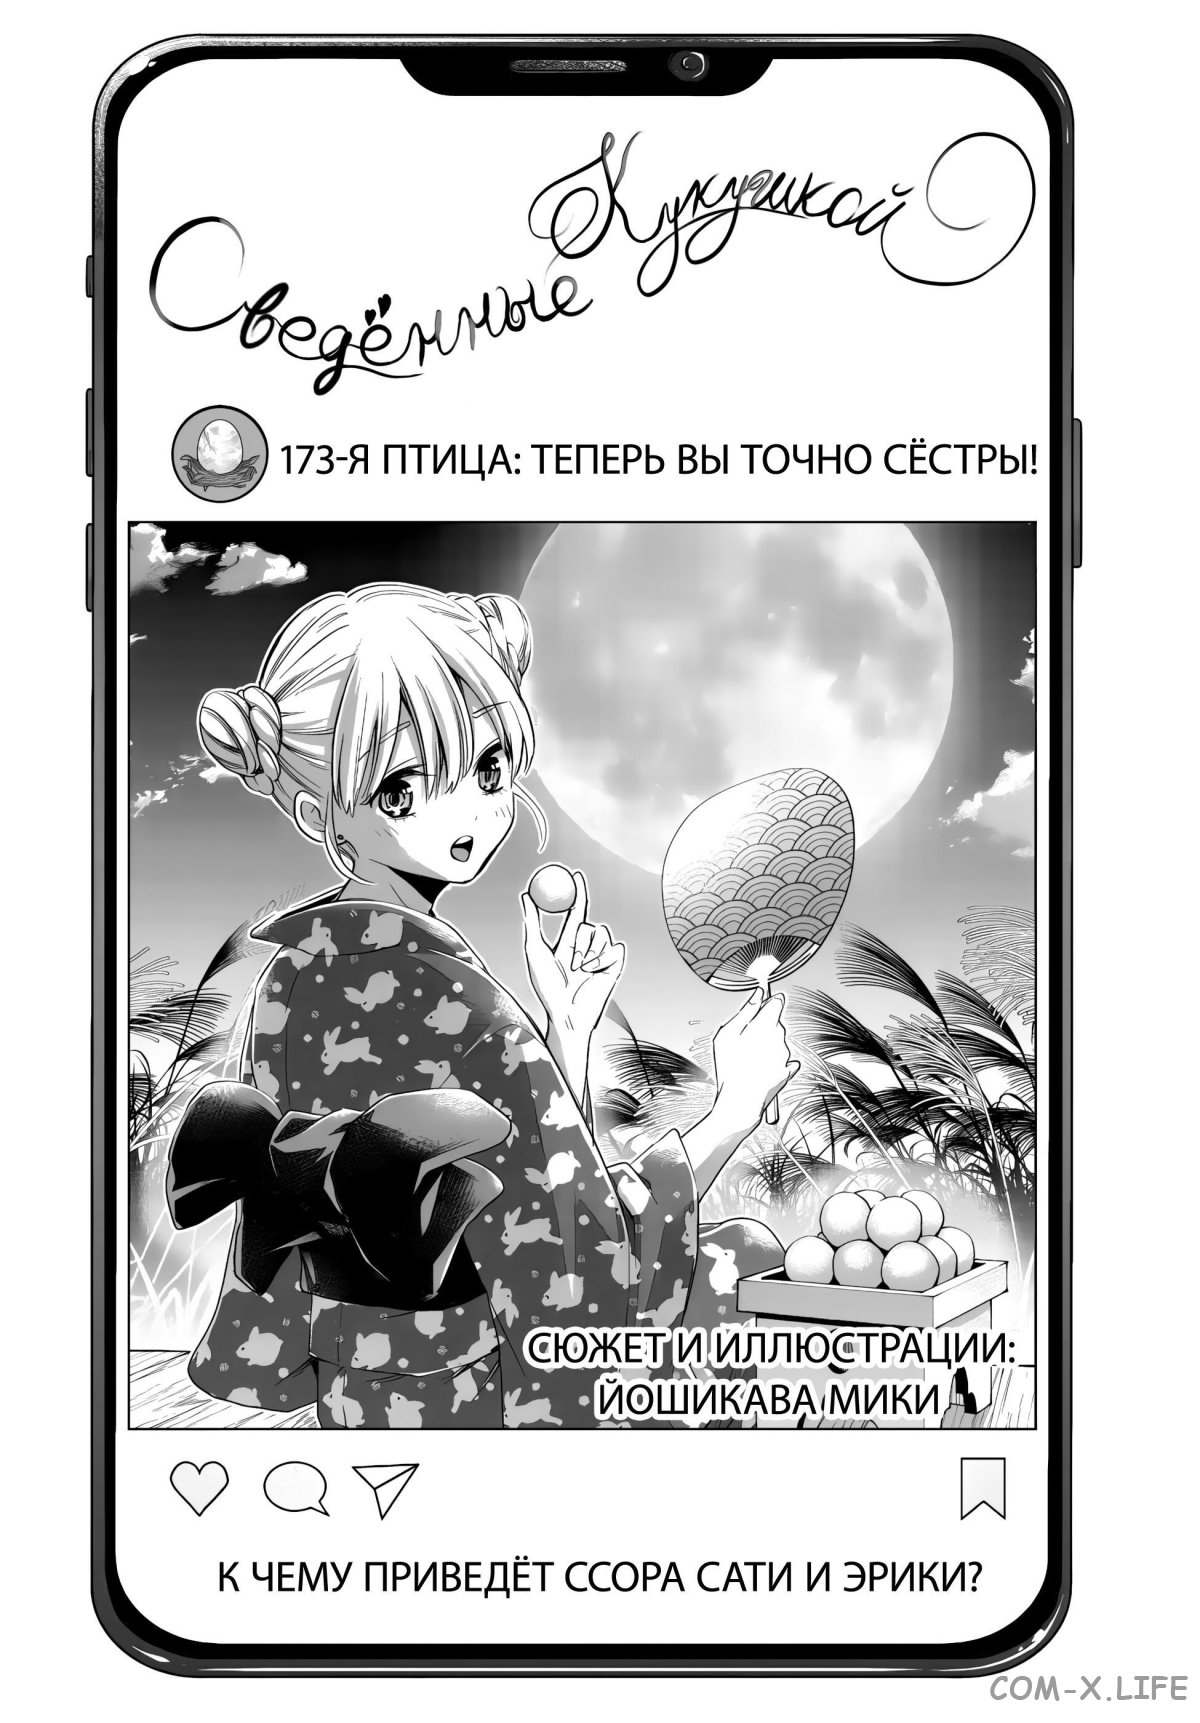 Сведённые
Кукушкой
173-Я ПТИЦА: ТЕПЕРЬ ВЫ ТОЧНО СЁСТРЫ!
СЮЖЕТ И ИЛЛЮСТРАЦИИ:
ЙОШИКАВА МИКИ
К ЧЕМУ ПРИВЕДЁТ ССОРА САТИ И ЭРИКИ?
COM-X.LIFE